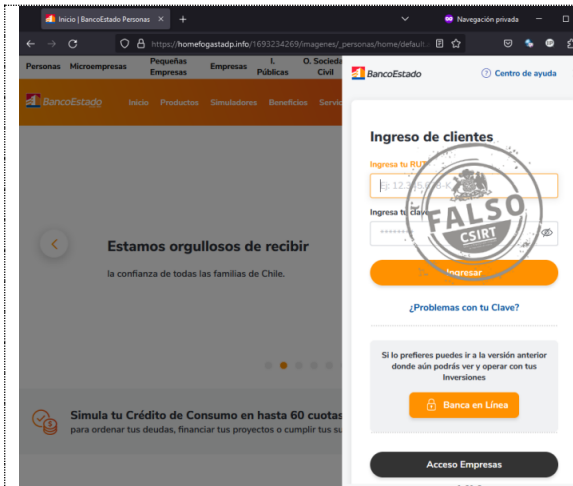 Inicio | BancoEstado Personas
Navegación privada
https://homefogastadp.info/1693234269/imagenes/_personas/home/default
Personas Microempresas Pequeñas Empresas Empresas I. Públicas O. Sociedad Civil
BancoEstado
Inicio Productos Simuladores Beneficios Servic
Estamos orgullosos de recibir
la confianza de todas las familias de Chile.
Simula tu Crédito de Consumo en hasta 60 cuotas
para ordenar tus deudas, financiar tus proyectos o cumplir tus su
BancoEstado
Centro de ayuda
Ingreso de clientes
Ingresa tu RUT
FALSO
CSIRT
Ingresa tu clave
********
Ingresar
¿Problemas con tu Clave?
Si lo prefieres puedes ir a la versión anterior
donde aún podrás ver y operar con tus
Inversiones
Banca en Línea
Acceso Empresas